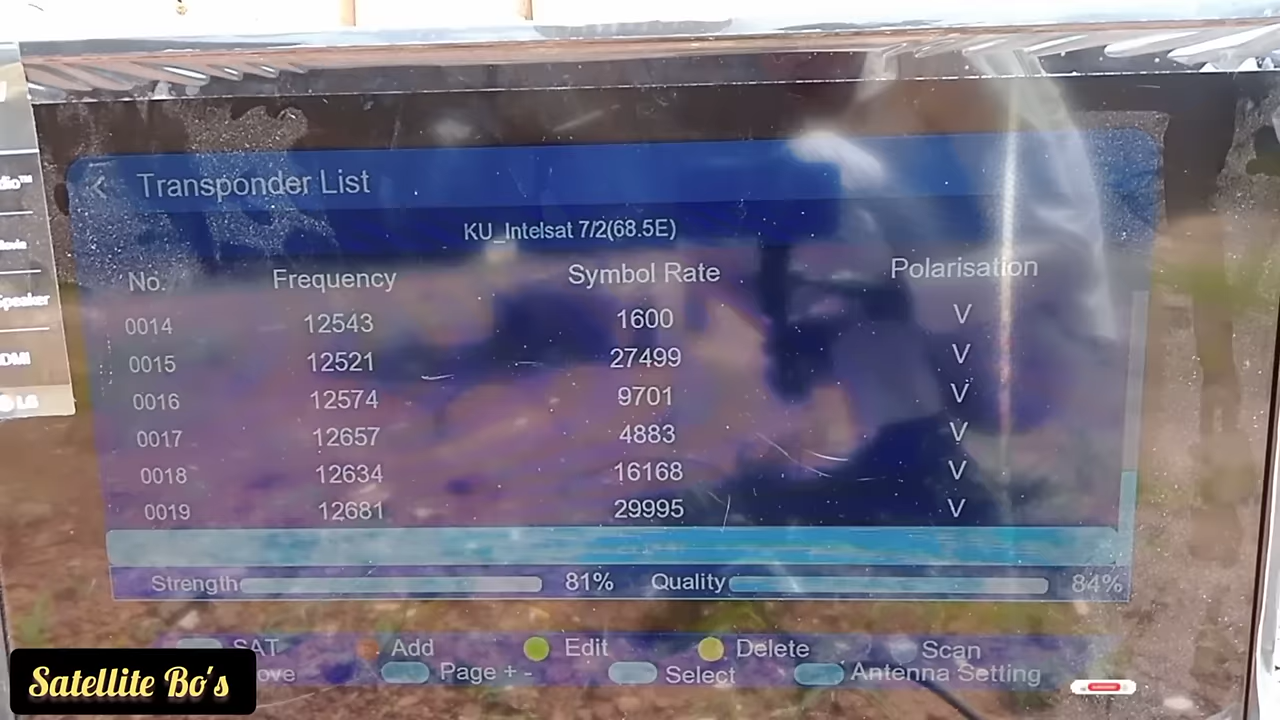 Transponder List
KU_Intelsat 7/2(68.5E)
No. Frequency Symbol Rate Polarisation
0014 12543 1600 V
0015 12521 27499 V
0016 12574 9701 V
0017 12657 4883 V
0018 12634 16168 V
0019 12681 29995 V
Strength 81% Quality 84%
SAT Add Edit Delete Scan
Page + - Select Antenna Setting
Speaker
LG
Satellite Bo's